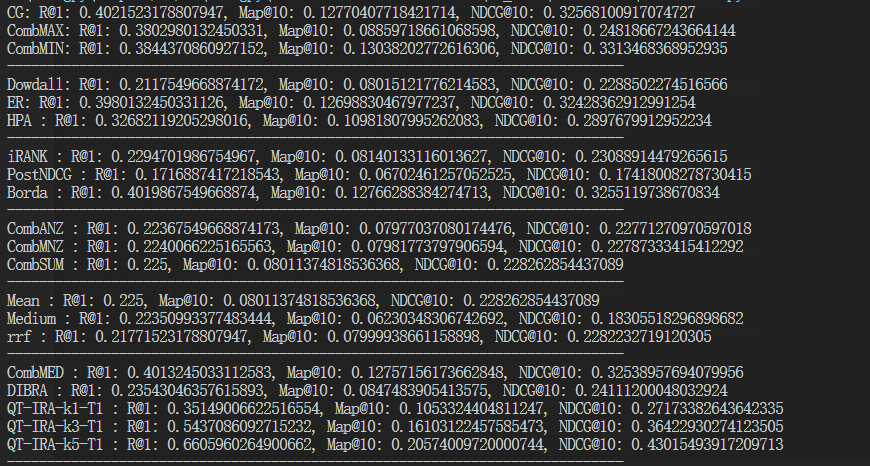 CG: R@1: 0.4021523178807947, Map@10: 0.12770407718421714, NDCG@10: 0.32568100917074727
CombMAX: R@1: 0.3802980132450331, Map@10: 0.08859718661068598, NDCG@10: 0.24818667243664144
CombMIN: R@1: 0.3844370860927152, Map@10: 0.13038202772616306, NDCG@10: 0.3313468368952935
------------------------------------------------------------------------------
Dowdall: R@1: 0.2117549668874172, Map@10: 0.08015121776214583, NDCG@10: 0.2288502274516566
ER: R@1: 0.3980132450331126, Map@10: 0.12698830467977237, NDCG@10: 0.32428362912991254
HPA : R@1: 0.32682119205298016, Map@10: 0.10981807995262083, NDCG@10: 0.2897679912952234
------------------------------------------------------------------------------
iRANK : R@1: 0.2294701986754967, Map@10: 0.08140133116013627, NDCG@10: 0.23088914479265615
PostNDCG : R@1: 0.1716887417218543, Map@10: 0.06702461257052525, NDCG@10: 0.17418008278730415
Borda : R@1: 0.4019867549668874, Map@10: 0.12766288384274713, NDCG@10: 0.3255119738670834
------------------------------------------------------------------------------
CombANZ : R@1: 0.22367549668874173, Map@10: 0.07977037080174476, NDCG@10: 0.227712709705970​18
CombMNZ : R@1: 0.2240066225165563, Map@10: 0.07981773797906594, NDCG@10: 0.22787333415412292
CombSUM : R@1: 0.225, Map@10: 0.08011374818536368, NDCG@10: 0.228262854437089
------------------------------------------------------------------------------
Mean : R@1: 0.225, Map@10: 0.08011374818536368, NDCG@10: 0.228262854437089
Medium : R@1: 0.22350993377483444, Map@10: 0.06230348306742692, NDCG@10: 0.18305518296898682
rrf : R@1: 0.21771523178807947, Map@10: 0.07999938661158898, NDCG@10: 0.2282232719120305
------------------------------------------------------------------------------
CombMED : R@1: 0.4013245033112583, Map@10: 0.12757156173662848, NDCG@10: 0.32538957694079956
DIBRA : R@1: 0.23543046357615893, Map@10: 0.0848483905413575, NDCG@10: 0.24111200048032924
QT-IRA-k1-T1 : R@1: 0.35149006622516554, Map@10: 0.1053324404811247, NDCG@10: 0.27173382643642335
QT-IRA-k3-T1 : R@1: 0.5437086092715232, Map@10: 0.16103122457585473, NDCG@10: 0.36422930274123505
QT-IRA-k5-T1 : R@1: 0.6605960264900662, Map@10: 0.20574009720000744, NDCG@10: 0.43015493917209713
------------------------------------------------------------------------------